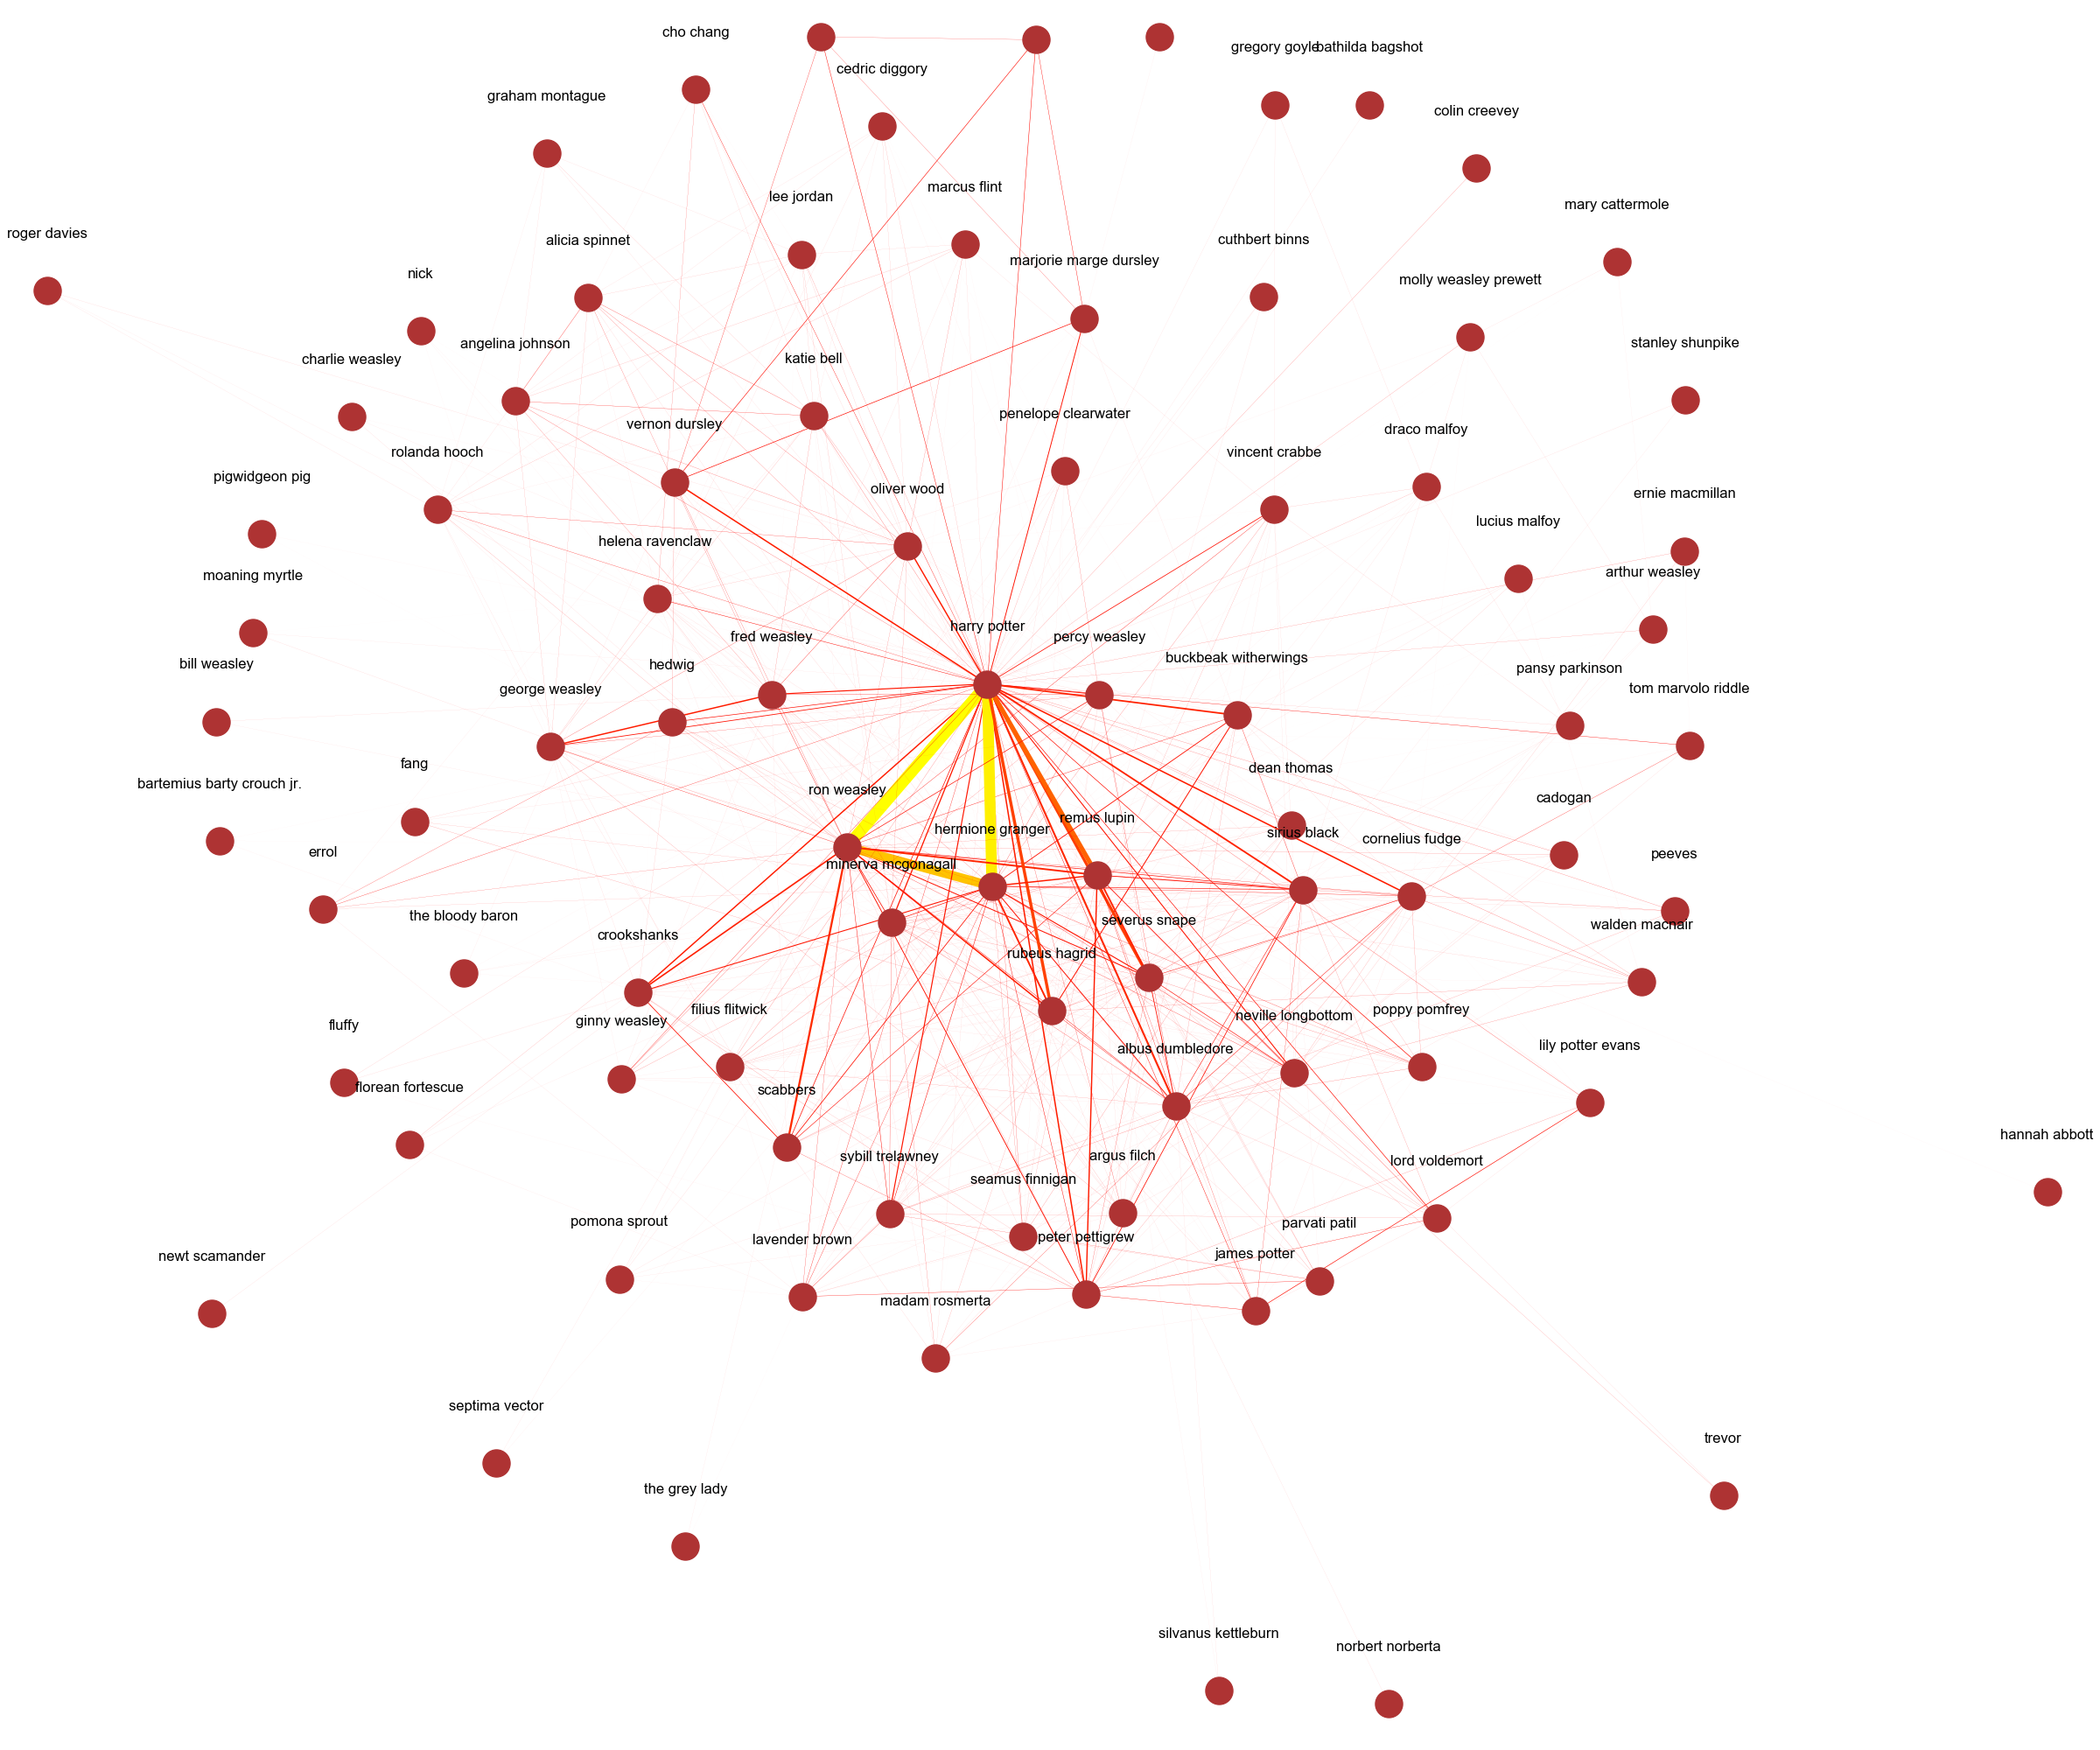 cho chang
gregory goyle
bathilda bagshot
cedric diggory
graham montague
colin creevey
marcus flint
lee jordan
mary cattermole
roger davies
alicia spinnet
cuthbert binns
marjorie marge dursley
nick
molly weasley prewett
angelina johnson
stanley shunpike
charlie weasley
katie bell
penelope clearwater
vernon dursley
draco malfoy
rolanda hooch
vincent crabbe
pigwidgeon pig
oliver wood
ernie macmillan
lucius malfoy
helena ravenclaw
moaning myrtle
arthur weasley
harry potter
fred weasley
percy weasley
bill weasley
hedwig
buckbeak witherwings
pansy parkinson
george weasley
tom marvolo riddle
fang
dean thomas
bartemius barty crouch jr.
ron weasley
cadogan
remus lupin
hermione granger
sirius black
cornelius fudge
errol
peeves
minerva mcgonagall
the bloody baron
severus snape
walden macnair
crookshanks
rubeus hagrid
filius flitwick
poppy pomfrey
neville longbottom
ginny weasley
fluffy
lily potter evans
albus dumbledore
florean fortescue
scabbers
hannah abbott
sybill trelawney
argus filch
lord voldemort
seamus finnigan
pomona sprout
parvati patil
peter pettigrew
lavender brown
james potter
newt scamander
madam rosmerta
septima vector
trevor
the grey lady
silvanus kettleburn
norbert norberta